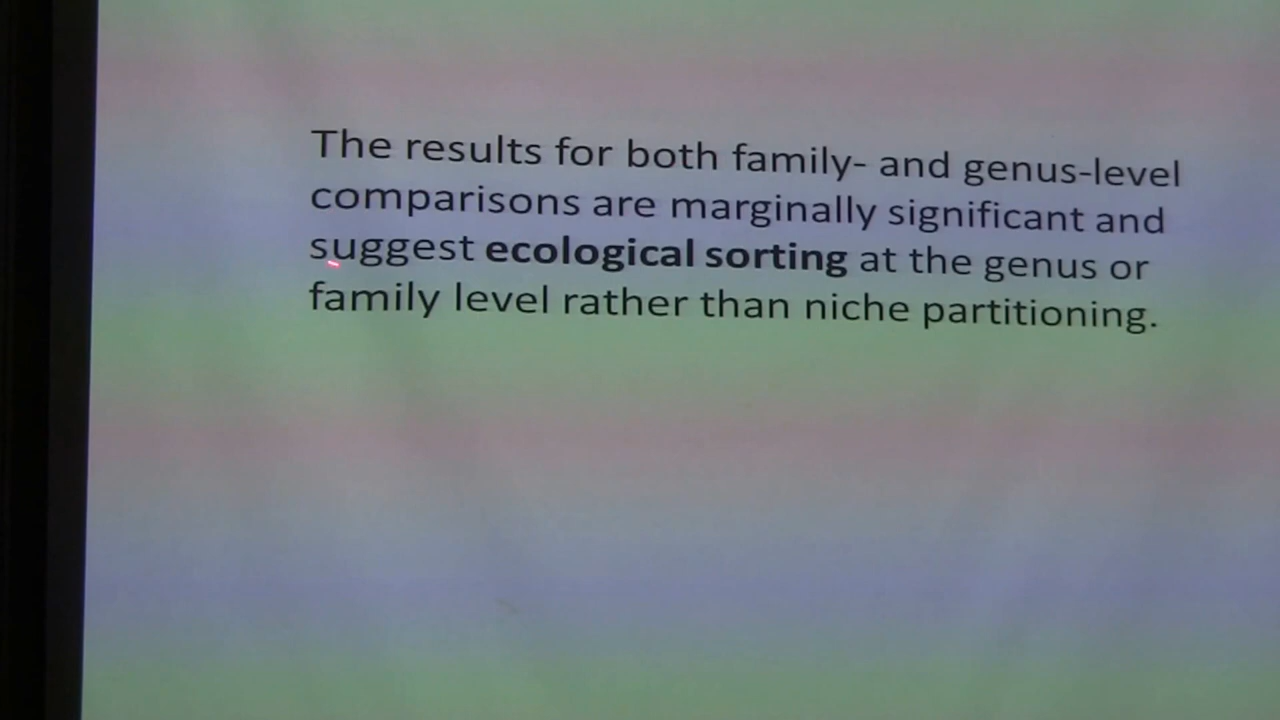 The results for both family- and genus-level
comparisons are marginally significant and
suggest ecological sorting at the genus or
family level rather than niche partitioning.